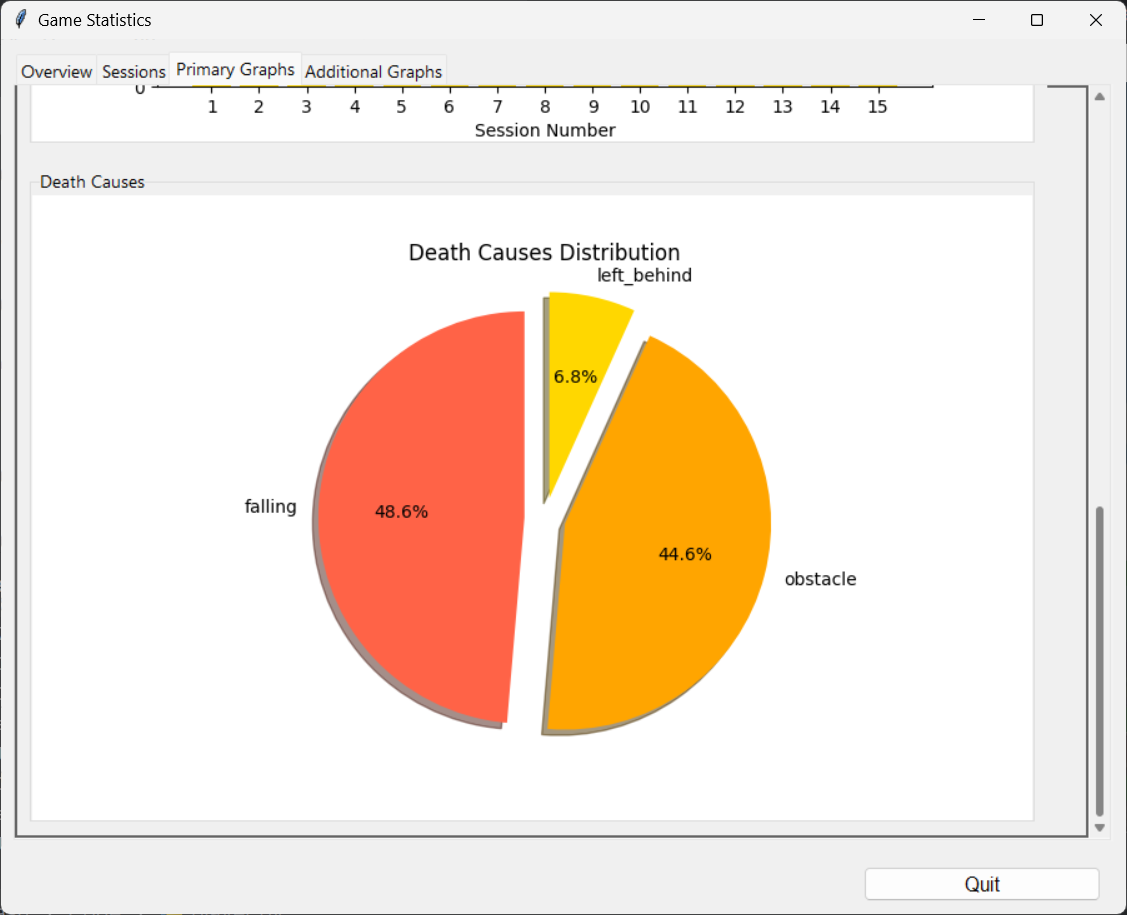 Game Statistics
Overview Sessions Primary Graphs Additional Graphs
0
1 2 3 4 5 6 7 8 9 10 11 12 13 14 15
Session Number
Death Causes
Death Causes Distribution
left_behind
6.8%
falling
48.6%
44.6%
obstacle
Quit